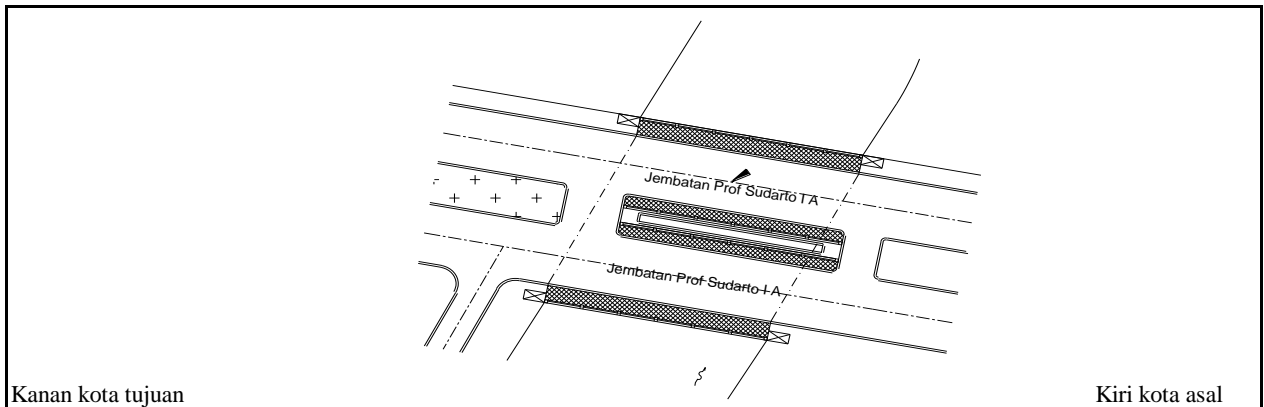 Jembatan Prof Sudarto I A
Jembatan Prof Sudarto I A
Kanan kota tujuan
Kiri kota asal